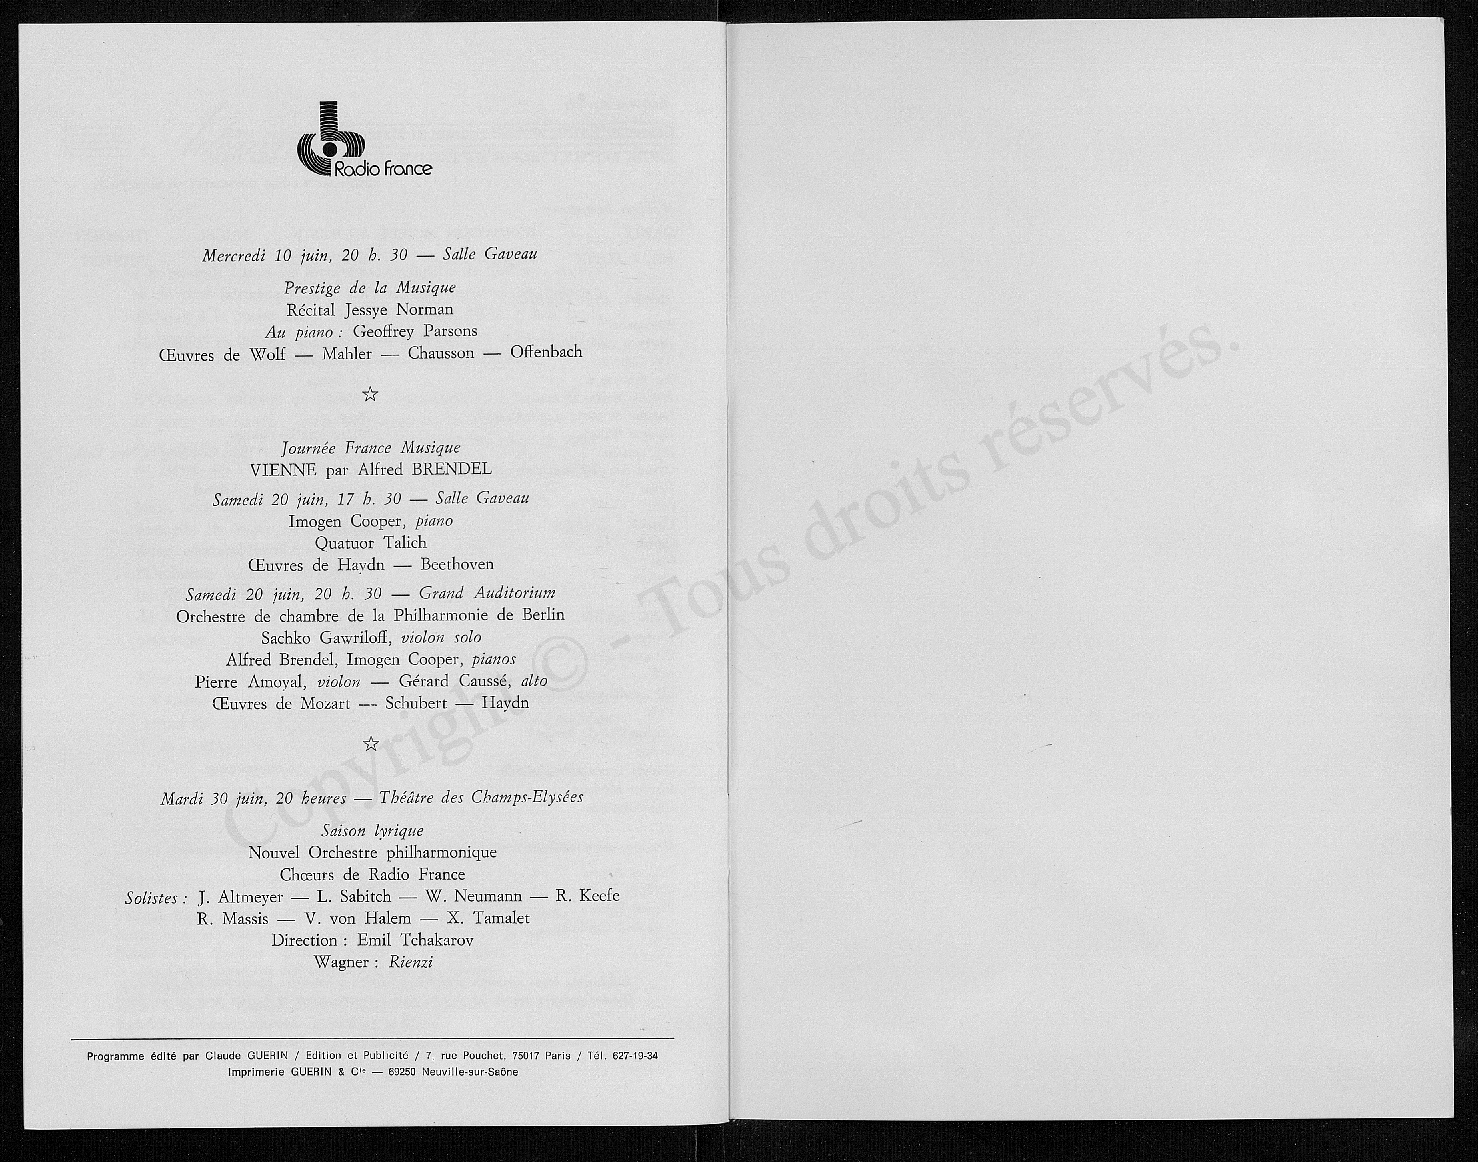 Radio France
Mercredi 10 juin, 20 h. 30 — Salle Gaveau
Prestige de la Musique
Récital Jessye Norman
Au piano : Geoffrey Parsons
Œuvres de Wolf — Mahler — Chausson — Offenbach
☆
Journée France Musique
VIENNE par Alfred BRENDEL
Samedi 20 juin, 17 h. 30 — Salle Gaveau
Imogen Cooper, piano
Quatuor Talich
Œuvres de Haydn — Beethoven
Samedi 20 juin, 20 h. 30 — Grand Auditorium
Orchestre de chambre de la Philharmonie de Berlin
Sachko Gawriloff, violon solo
Alfred Brendel, Imogen Cooper, pianos
Pierre Amoyal, violon — Gérard Caussé, alto
Œuvres de Mozart — Schubert — Haydn
☆
Mardi 30 juin, 20 heures — Théâtre des Champs-Elysées
Saison lyrique
Nouvel Orchestre philharmonique
Chœurs de Radio France
Solistes : J. Altmeyer — L. Sabitch — W. Neumann — R. Keefe
R. Massis — V. von Halem — X. Tamalet
Direction : Emil Tchakarov
Wagner : Rienzi
Programme édité par Claude GUERIN / Edition et Publicité / 7 rue Pouchet, 75017 Paris / Tél. 627-19-34
Imprimerie GUERIN & Cie — 69250 Neuville-sur-Saône
Copyright © - Tous droits réservés.